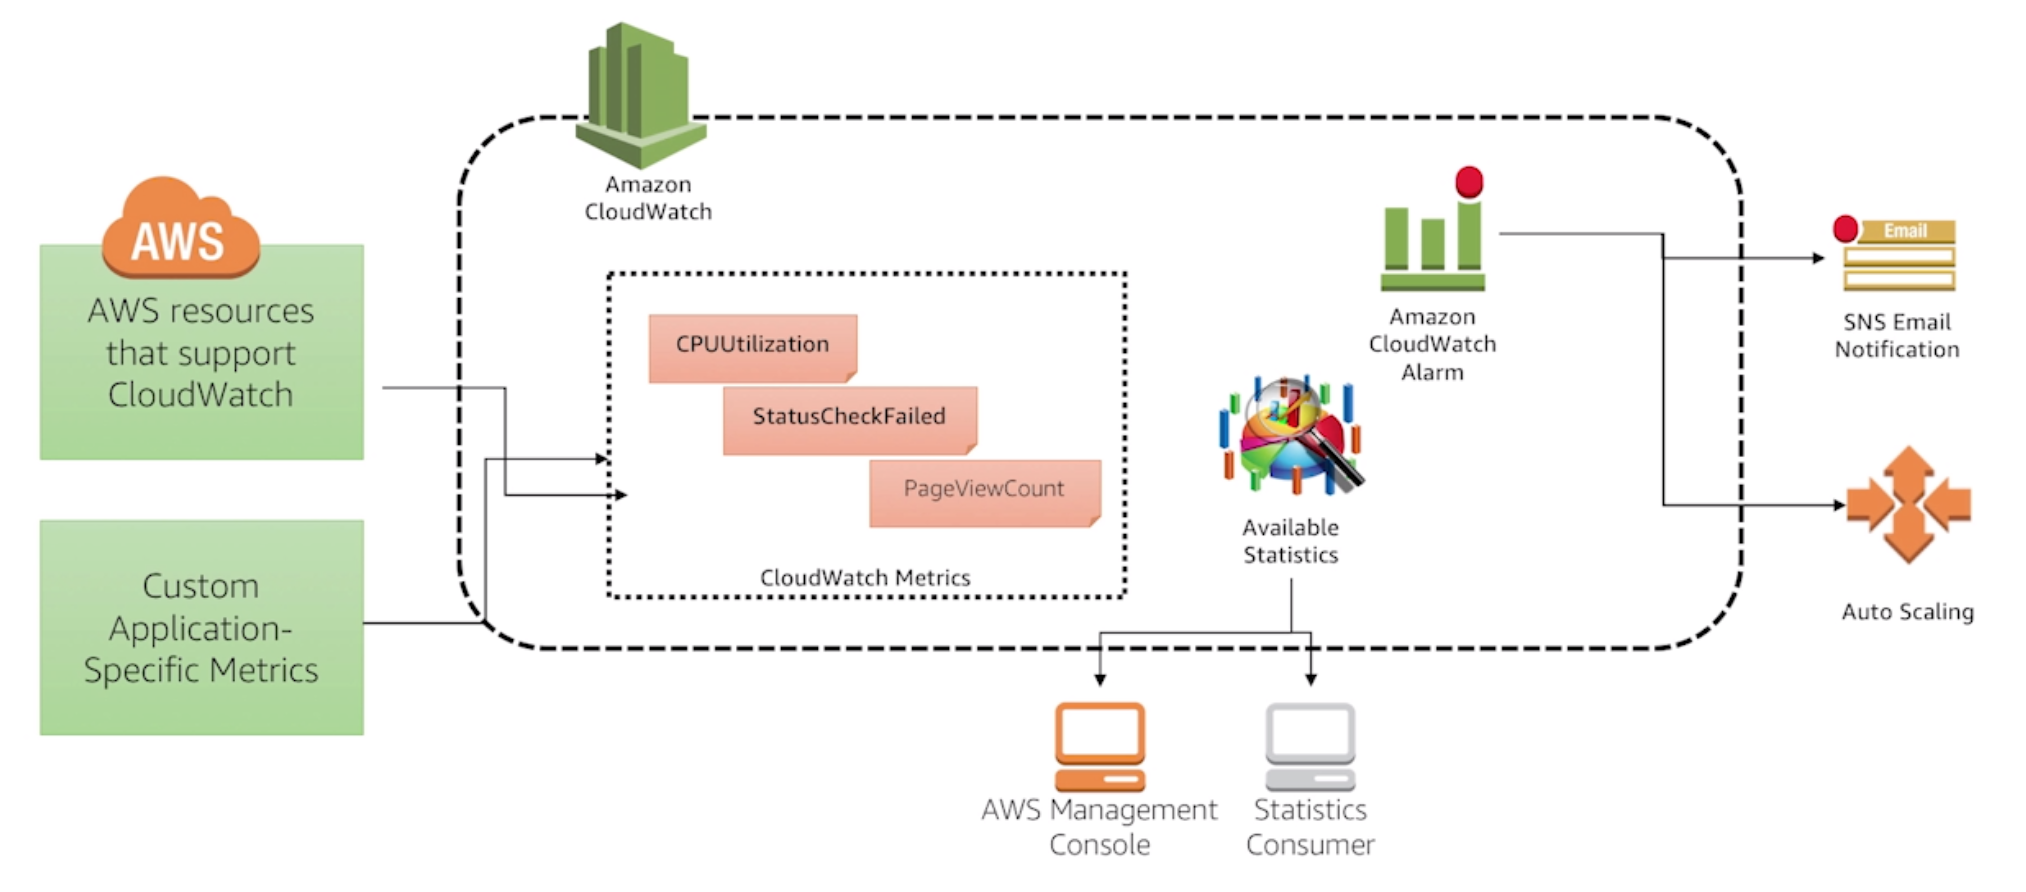 Amazon
CloudWatch
AWS
AWS resources
that support
CloudWatch
Custom
Application-
Specific Metrics
CPUUtilization
StatusCheckFailed
PageViewCount
CloudWatch Metrics
Available
Statistics
Amazon
CloudWatch
Alarm
Email
SNS Email
Notification
Auto Scaling
AWS Management
Console
Statistics
Consumer